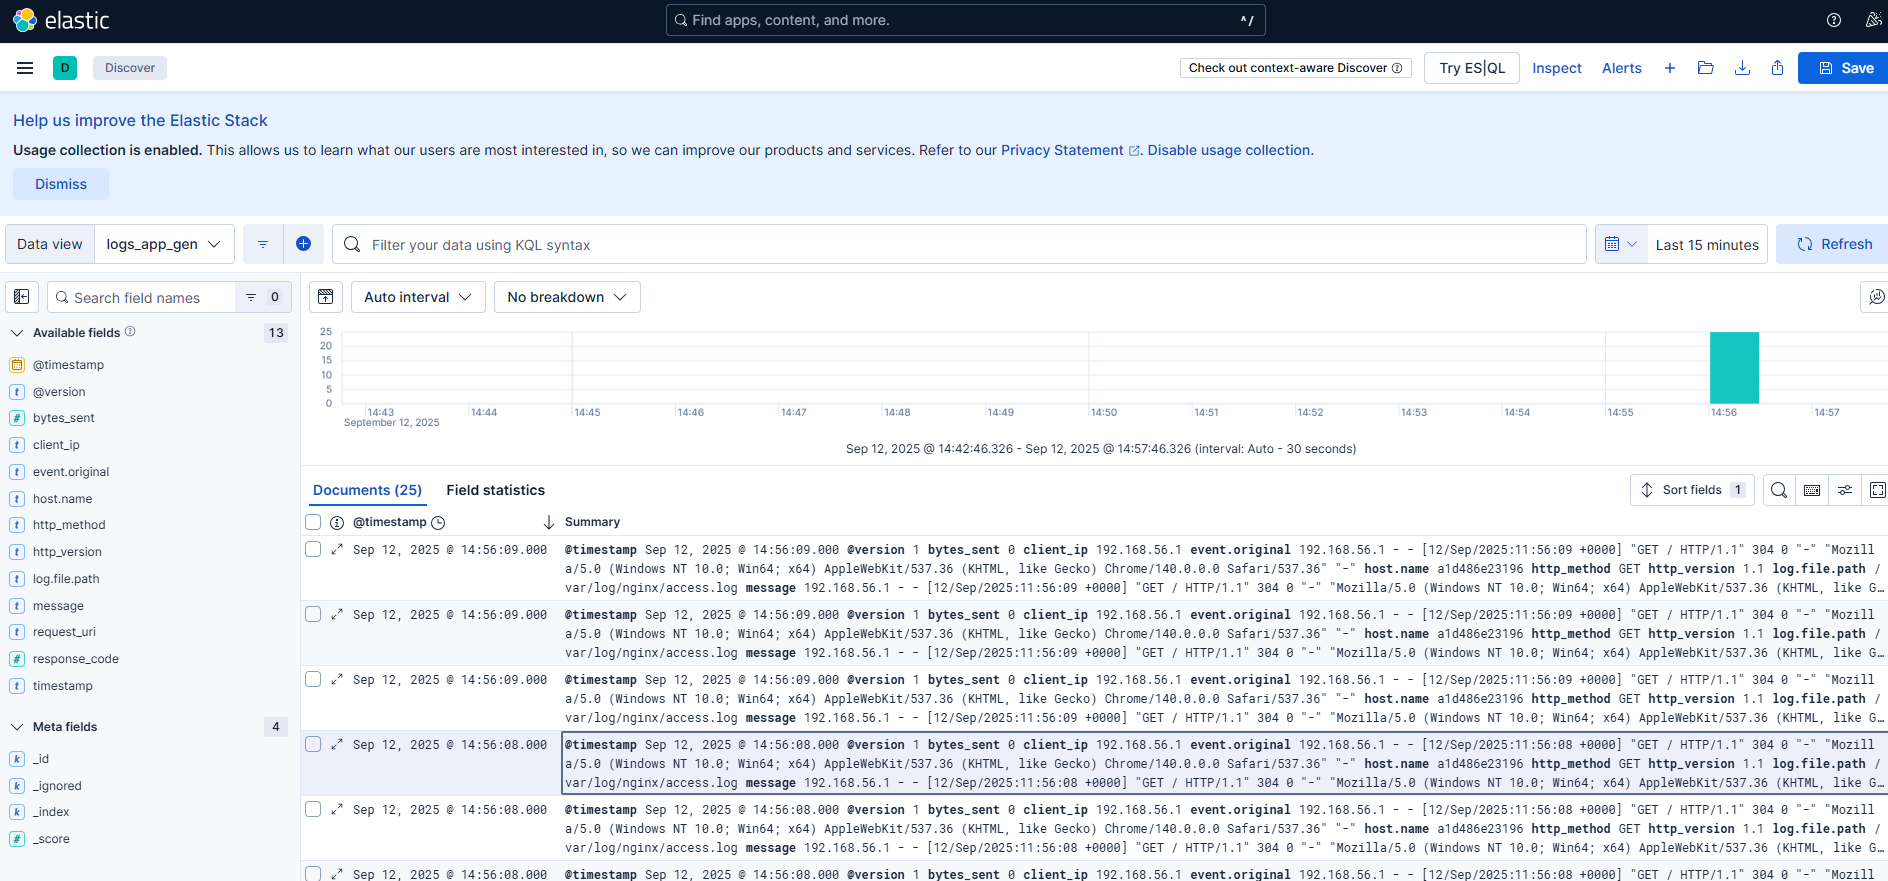 elastic
Find apps, content, and more.
^/
D
Discover
Check out context-aware Discover
Try ES|QL
Inspect
Alerts
Save
Help us improve the Elastic Stack
Usage collection is enabled. This allows us to learn what our users are most interested in, so we can improve our products and services. Refer to our Privacy Statement. Disable usage collection.
Dismiss
Data view
logs_app_gen
Filter your data using KQL syntax
Last 15 minutes
Refresh
Search field names
0
Auto interval
No breakdown
Available fields
13
@timestamp
@version
bytes_sent
client_ip
event.original
host.name
http_method
http_version
log.file.path
message
request_uri
response_code
timestamp
Meta fields
4
_id
_ignored
_index
_score
25
20
15
10
5
0
14:43
14:44
14:45
14:46
14:47
14:48
14:49
14:50
14:51
14:52
14:53
14:54
14:55
14:56
14:57
September 12, 2025
Sep 12, 2025 @ 14:42:46.326 - Sep 12, 2025 @ 14:57:46.326 (interval: Auto - 30 seconds)
Documents (25)
Field statistics
Sort fields
1
@timestamp
Summary
Sep 12, 2025 @ 14:56:09.000
@timestamp Sep 12, 2025 @ 14:56:09.000 @version 1 bytes_sent 0 client_ip 192.168.56.1 event.original 192.168.56.1 - - [12/Sep/2025:11:56:09 +0000] "GET / HTTP/1.1" 304 0 "-" "Mozill
a/5.0 (Windows NT 10.0; Win64; x64) AppleWebKit/537.36 (KHTML, like Gecko) Chrome/140.0.0.0 Safari/537.36" "-" host.name a1d486e23196 http_method GET http_version 1.1 log.file.path /
var/log/nginx/access.log message 192.168.56.1 - - [12/Sep/2025:11:56:09 +0000] "GET / HTTP/1.1" 304 0 "-" "Mozilla/5.0 (Windows NT 10.0; Win64; x64) AppleWebKit/537.36 (KHTML, like G…
Sep 12, 2025 @ 14:56:09.000
@timestamp Sep 12, 2025 @ 14:56:09.000 @version 1 bytes_sent 0 client_ip 192.168.56.1 event.original 192.168.56.1 - - [12/Sep/2025:11:56:09 +0000] "GET / HTTP/1.1" 304 0 "-" "Mozill
a/5.0 (Windows NT 10.0; Win64; x64) AppleWebKit/537.36 (KHTML, like Gecko) Chrome/140.0.0.0 Safari/537.36" "-" host.name a1d486e23196 http_method GET http_version 1.1 log.file.path /
var/log/nginx/access.log message 192.168.56.1 - - [12/Sep/2025:11:56:09 +0000] "GET / HTTP/1.1" 304 0 "-" "Mozilla/5.0 (Windows NT 10.0; Win64; x64) AppleWebKit/537.36 (KHTML, like G…
Sep 12, 2025 @ 14:56:09.000
@timestamp Sep 12, 2025 @ 14:56:09.000 @version 1 bytes_sent 0 client_ip 192.168.56.1 event.original 192.168.56.1 - - [12/Sep/2025:11:56:09 +0000] "GET / HTTP/1.1" 304 0 "-" "Mozill
a/5.0 (Windows NT 10.0; Win64; x64) AppleWebKit/537.36 (KHTML, like Gecko) Chrome/140.0.0.0 Safari/537.36" "-" host.name a1d486e23196 http_method GET http_version 1.1 log.file.path /
var/log/nginx/access.log message 192.168.56.1 - - [12/Sep/2025:11:56:09 +0000] "GET / HTTP/1.1" 304 0 "-" "Mozilla/5.0 (Windows NT 10.0; Win64; x64) AppleWebKit/537.36 (KHTML, like G…
Sep 12, 2025 @ 14:56:08.000
@timestamp Sep 12, 2025 @ 14:56:08.000 @version 1 bytes_sent 0 client_ip 192.168.56.1 event.original 192.168.56.1 - - [12/Sep/2025:11:56:08 +0000] "GET / HTTP/1.1" 304 0 "-" "Mozill
a/5.0 (Windows NT 10.0; Win64; x64) AppleWebKit/537.36 (KHTML, like Gecko) Chrome/140.0.0.0 Safari/537.36" "-" host.name a1d486e23196 http_method GET http_version 1.1 log.file.path /
var/log/nginx/access.log message 192.168.56.1 - - [12/Sep/2025:11:56:08 +0000] "GET / HTTP/1.1" 304 0 "-" "Mozilla/5.0 (Windows NT 10.0; Win64; x64) AppleWebKit/537.36 (KHTML, like G…
Sep 12, 2025 @ 14:56:08.000
@timestamp Sep 12, 2025 @ 14:56:08.000 @version 1 bytes_sent 0 client_ip 192.168.56.1 event.original 192.168.56.1 - - [12/Sep/2025:11:56:08 +0000] "GET / HTTP/1.1" 304 0 "-" "Mozill
a/5.0 (Windows NT 10.0; Win64; x64) AppleWebKit/537.36 (KHTML, like Gecko) Chrome/140.0.0.0 Safari/537.36" "-" host.name a1d486e23196 http_method GET http_version 1.1 log.file.path /
var/log/nginx/access.log message 192.168.56.1 - - [12/Sep/2025:11:56:08 +0000] "GET / HTTP/1.1" 304 0 "-" "Mozilla/5.0 (Windows NT 10.0; Win64; x64) AppleWebKit/537.36 (KHTML, like G…
Sep 12, 2025 @ 14:56:08.000
@timestamp Sep 12, 2025 @ 14:56:08.000 @version 1 bytes_sent 0 client_ip 192.168.56.1 event.original 192.168.56.1 - - [12/Sep/2025:11:56:08 +0000] "GET / HTTP/1.1" 304 0 "-" "Mozill